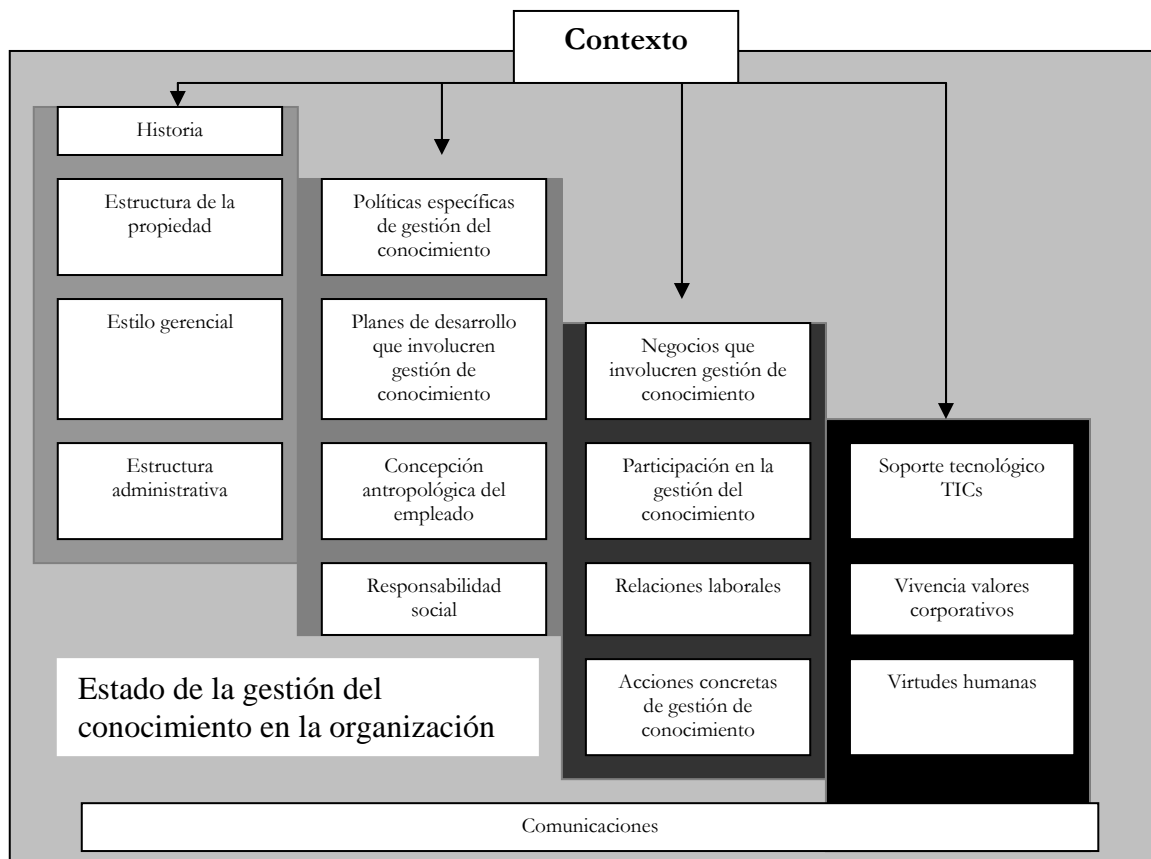 Contexto
Historia
Estructura de la
propiedad
Estilo gerencial
Estructura
administrativa
Políticas específicas
de gestión del
conocimiento
Planes de desarrollo
que involucren
gestión de
conocimiento
Concepción
antropológica del
empleado
Responsabilidad
social
Negocios que
involucren gestión de
conocimiento
Participación en la
gestión del
conocimiento
Relaciones laborales
Acciones concretas
de gestión de
conocimiento
Soporte tecnológico
TICs
Vivencia valores
corporativos
Virtudes humanas
Estado de la gestión del
conocimiento en la organización
Comunicaciones